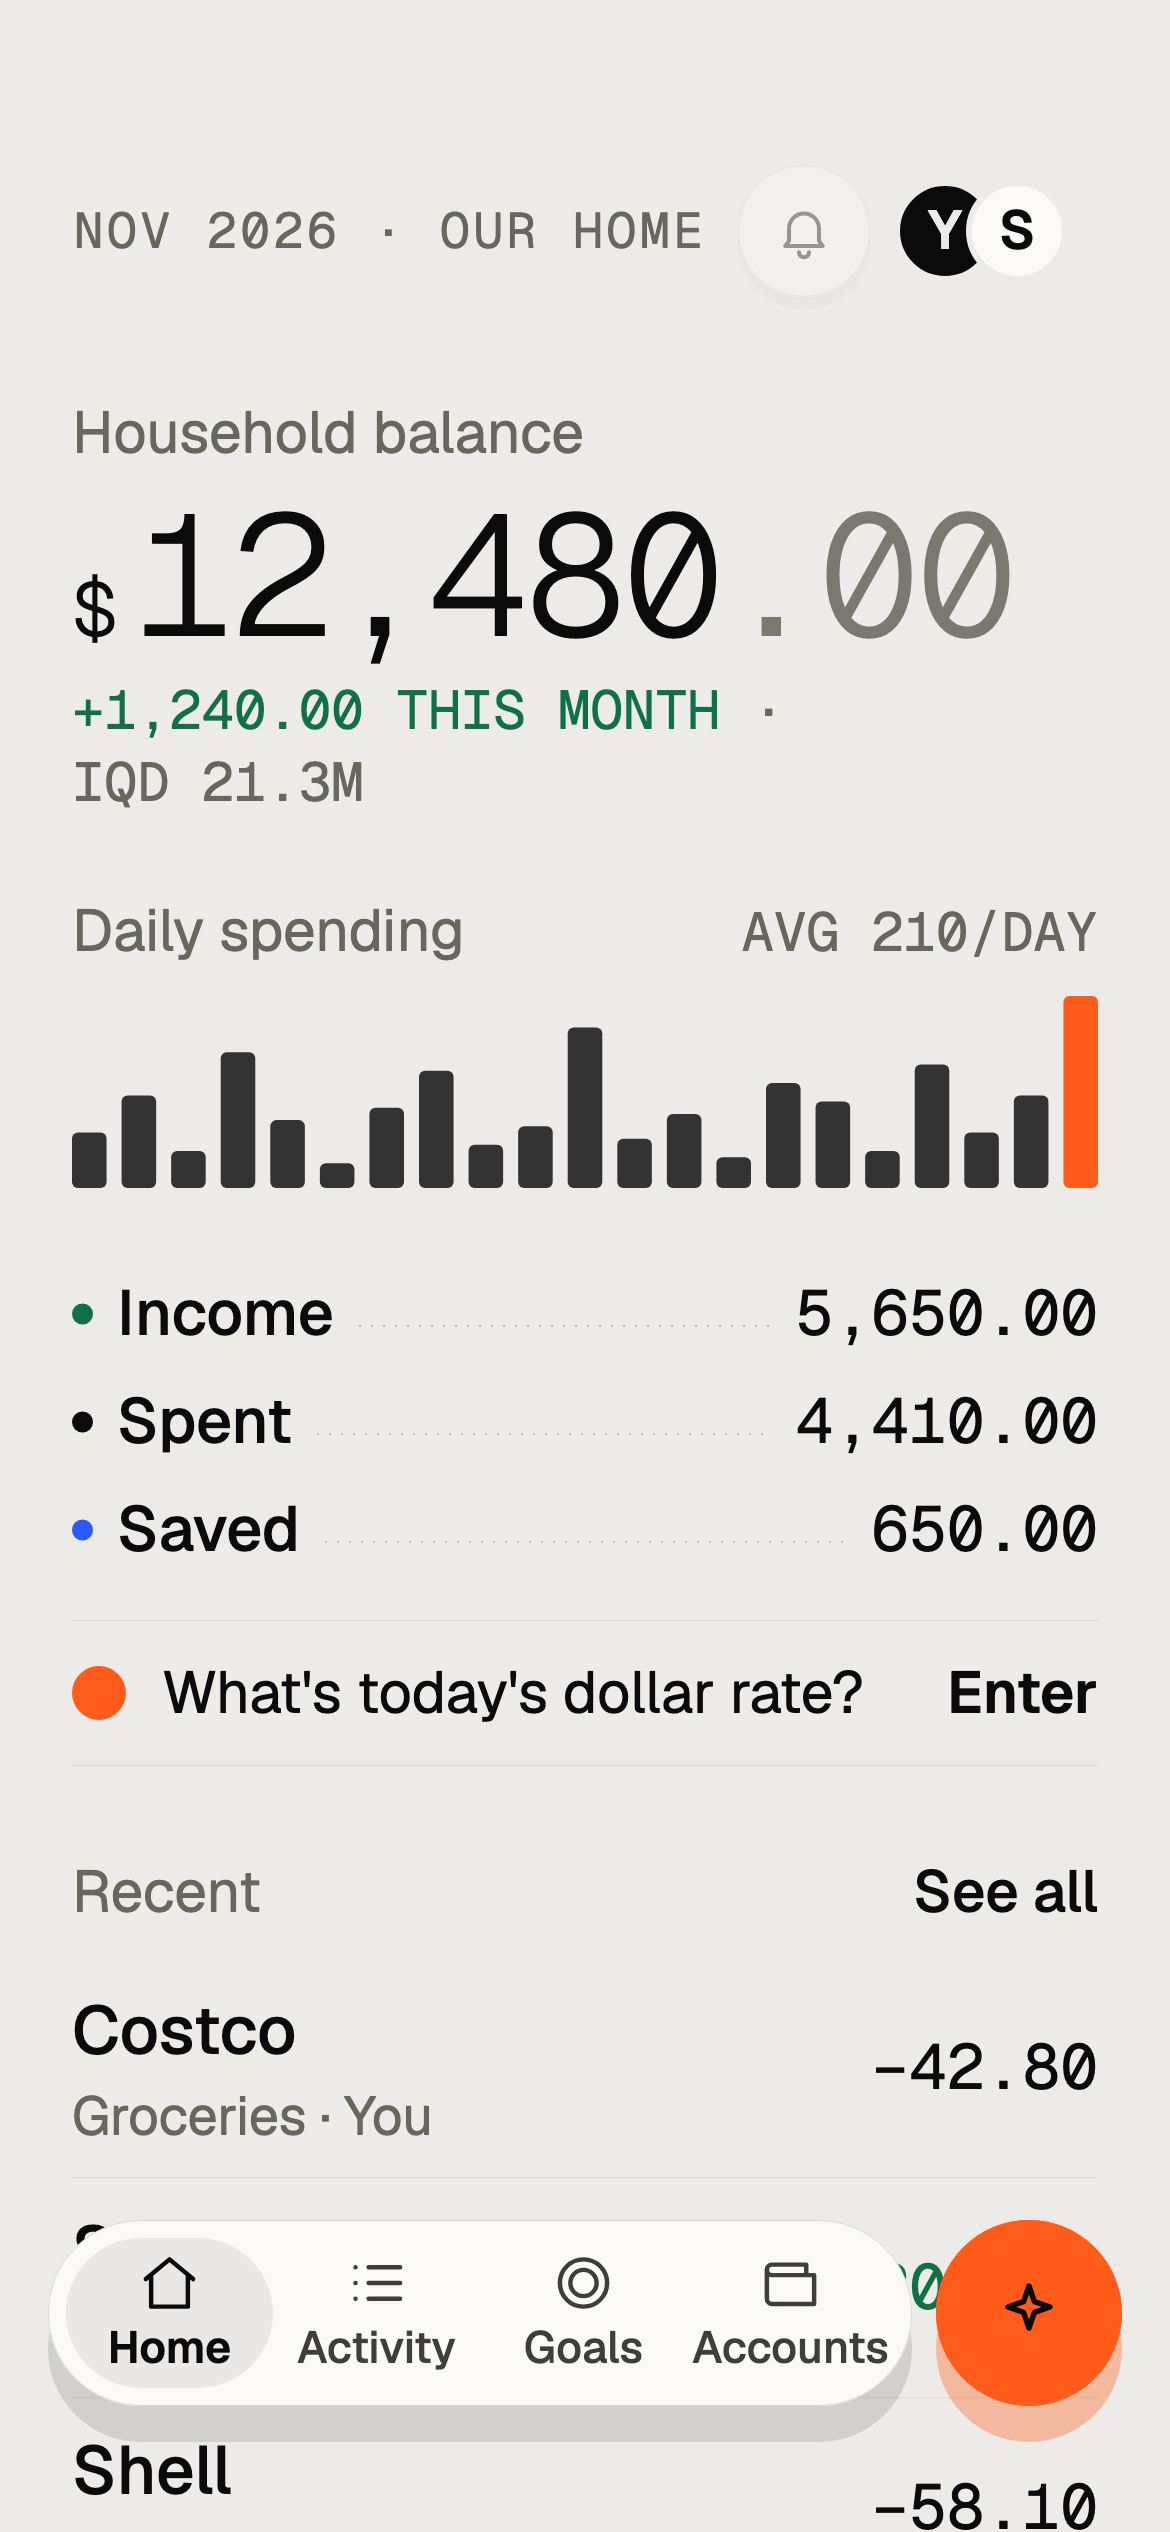 NOV 2026 · OUR HOME
Y S
Household balance
$12,480.00
+1,240.00 THIS MONTH ·
IQD 21.3M
Daily spending AVG 210/DAY
Income 5,650.00
Spent 4,410.00
Saved 650.00
What's today's dollar rate? Enter
Recent See all
Costco
−42.80
Groceries · You
Home Activity Goals Accounts
Shell
−58.10